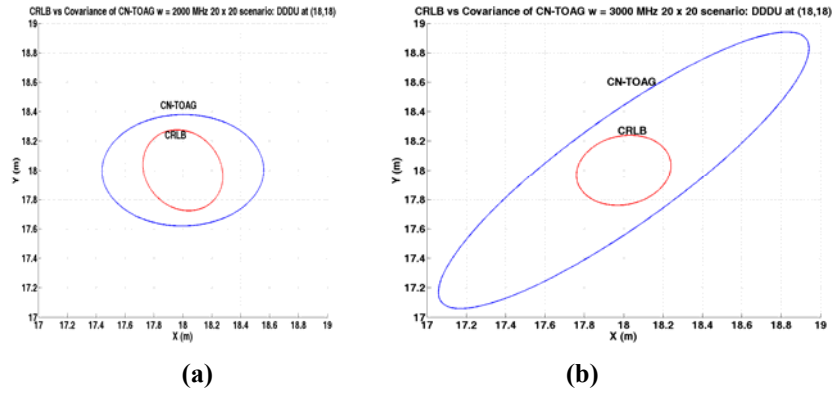 CRLB vs Covariance of CN-TOAG w = 2000 MHz 20 x 20 scenario: DDDU at (18,18)
19
18.8
18.6
18.4
18.2
18
17.8
17.6
17.4
17.2
17
Y (m)
CN-TOAG
CRLB
17 17.2 17.4 17.6 17.8 18 18.2 18.4 18.6 18.8 19
X (m)
(a)
CRLB vs Covariance of CN-TOAG w = 3000 MHz 20 x 20 scenario: DDDU at (18,18)
19
18.8
18.6
18.4
18.2
18
17.8
17.6
17.4
17.2
17
Y (m)
CN-TOAG
CRLB
17 17.2 17.4 17.6 17.8 18 18.2 18.4 18.6 18.8 19
X (m)
(b)